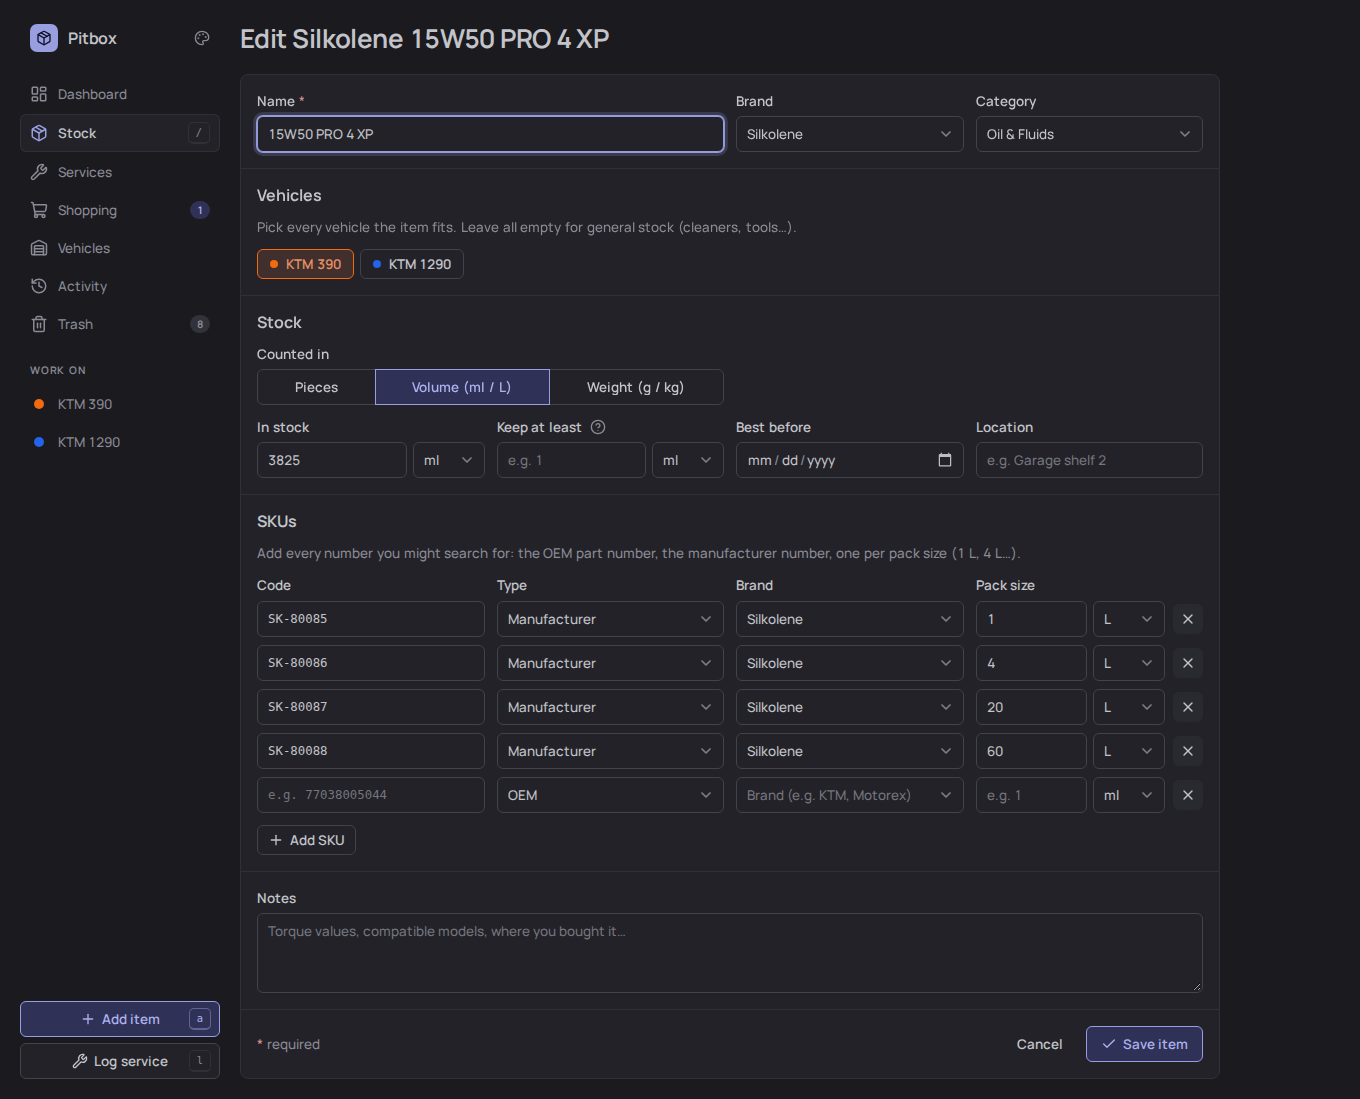 Pitbox
Dashboard
Stock /
Services
Shopping 1
Vehicles
Activity
Trash 8
WORK ON
KTM 390
KTM 1290
Add item a
Log service l
Edit Silkolene 15W50 PRO 4 XP
Name * Brand Category
15W50 PRO 4 XP Silkolene Oil & Fluids
Vehicles
Pick every vehicle the item fits. Leave all empty for general stock (cleaners, tools…).
KTM 390 KTM 1290
Stock
Counted in
Pieces Volume (ml / L) Weight (g / kg)
In stock Keep at least ? Best before Location
3825 ml e.g. 1 ml mm/dd/yyyy e.g. Garage shelf 2
SKUs
Add every number you might search for: the OEM part number, the manufacturer number, one per pack size (1 L, 4 L…).
Code Type Brand Pack size
SK-80085 Manufacturer Silkolene 1 L
SK-80086 Manufacturer Silkolene 4 L
SK-80087 Manufacturer Silkolene 20 L
SK-80088 Manufacturer Silkolene 60 L
e.g. 77038005044 OEM Brand (e.g. KTM, Motorex) e.g. 1 ml
Add SKU
Notes
Torque values, compatible models, where you bought it…
* required Cancel Save item